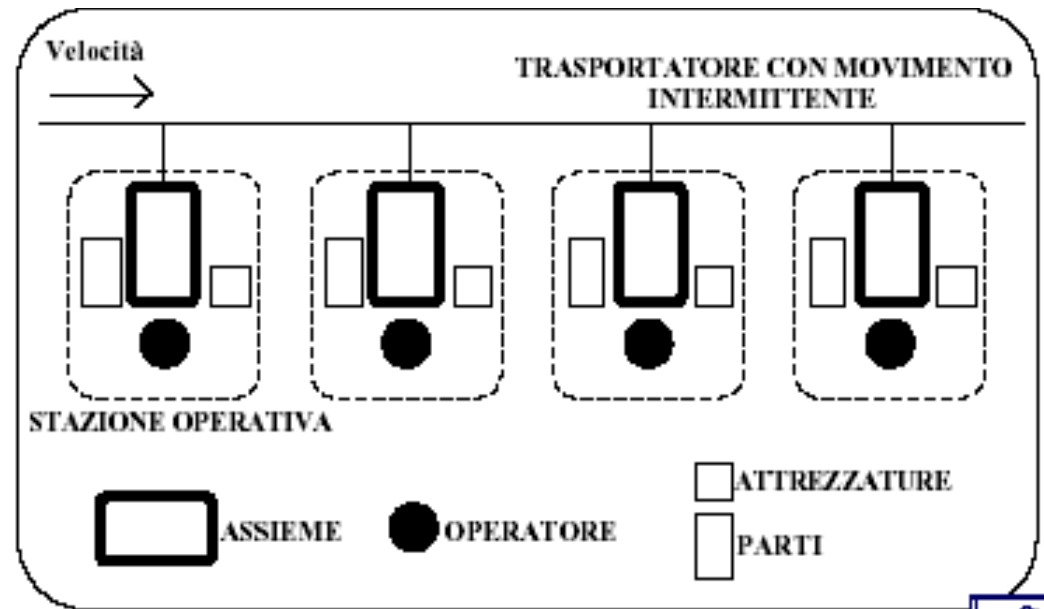 Velocità
TRASPORTATORE CON MOVIMENTO
INTERMITTENTE
STAZIONE OPERATIVA
ASSIEME
OPERATORE
ATTREZZATURE
PARTI